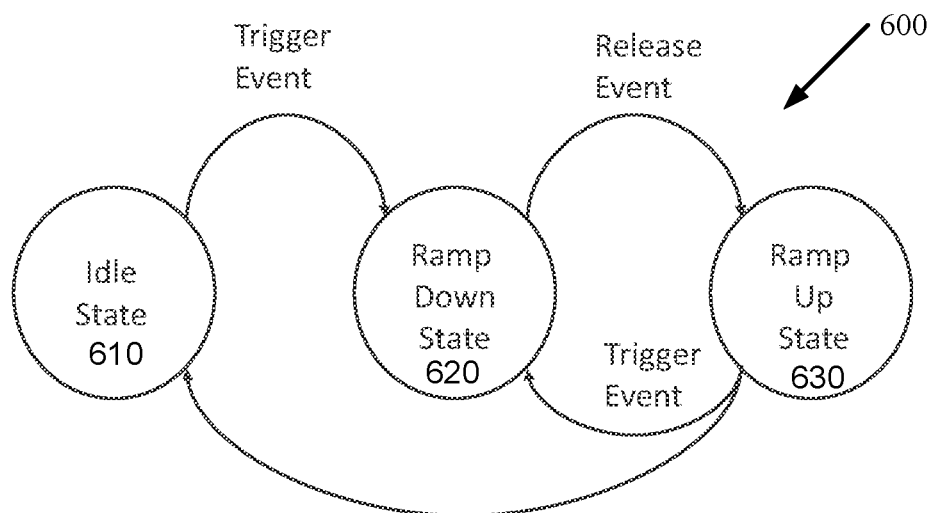 600
Trigger
Event
Release
Event
Idle
State
610
Ramp
Down
State
620
Ramp
Up
State
630
Trigger
Event